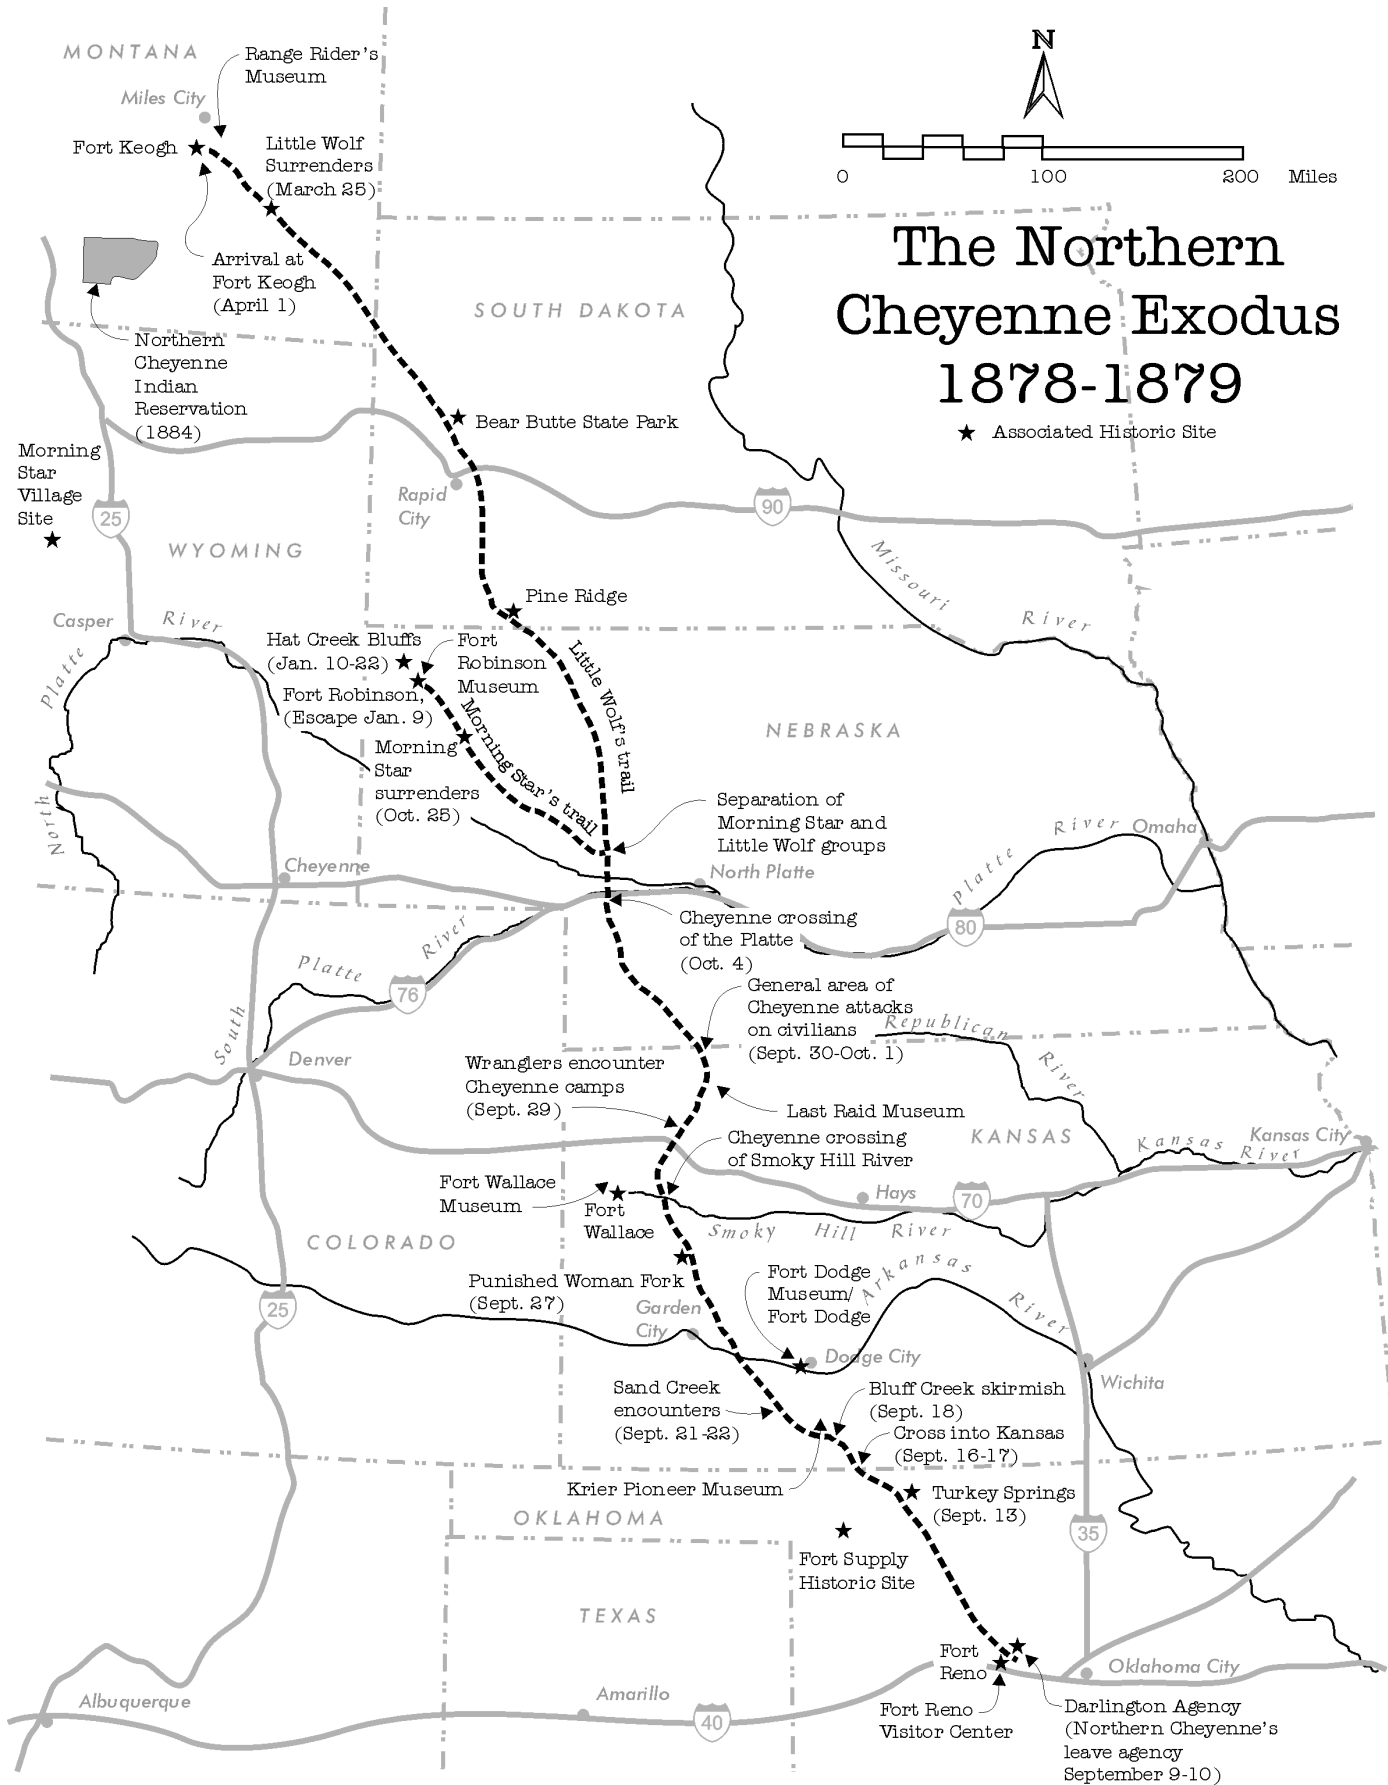 MONTANA
Range Rider's
Museum
Miles City
Fort Keogh
Little Wolf
Surrenders
(March 25)
Arrival at
Fort Keogh
(April 1)
N
0 100 200 Miles
The Northern
Cheyenne Exodus
1878-1879
★ Associated Historic Site
SOUTH DAKOTA
Northern
Cheyenne
Indian
Reservation
(1884)
Bear Butte State Park
Morning
Star
Village
Site
Rapid
City
25
90
WYOMING
Missouri
River
Pine Ridge
Casper
River
Platte
North
Hat Creek Bluffs
(Jan. 10-22)
Fort
Robinson
Museum
Fort Robinson,
(Escape Jan. 9)
Little Wolf's trail
Morning Star's trail
Morning
Star
surrenders
(Oct. 25)
NEBRASKA
Separation of
Morning Star and
Little Wolf groups
Platte
River
Omaha
Cheyenne
North Platte
80
Cheyenne crossing
of the Platte
(Oct. 4)
South
Platte
River
76
General area of
Cheyenne attacks
on civilians
(Sept. 30-Oct. 1)
Republican
River
Denver
Wranglers encounter
Cheyenne camps
(Sept. 29)
Last Raid Museum
Cheyenne crossing
of Smoky Hill River
KANSAS
Kansas
River
Kansas City
Fort Wallace
Museum
Fort
Wallace
Hays
70
Smoky Hill River
COLORADO
Punished Woman Fork
(Sept. 27)
Fort Dodge
Museum/
Fort Dodge
Arkansas
River
25
Garden
City
Dodge City
Wichita
Sand Creek
encounters
(Sept. 21-22)
Bluff Creek skirmish
(Sept. 18)
Cross into Kansas
(Sept. 16-17)
Krier Pioneer Museum
Turkey Springs
(Sept. 13)
OKLAHOMA
35
Fort Supply
Historic Site
TEXAS
Fort
Reno
Oklahoma City
Albuquerque
Amarillo
40
Fort Reno
Visitor Center
Darlington Agency
(Northern Cheyenne's
leave agency
September 9-10)